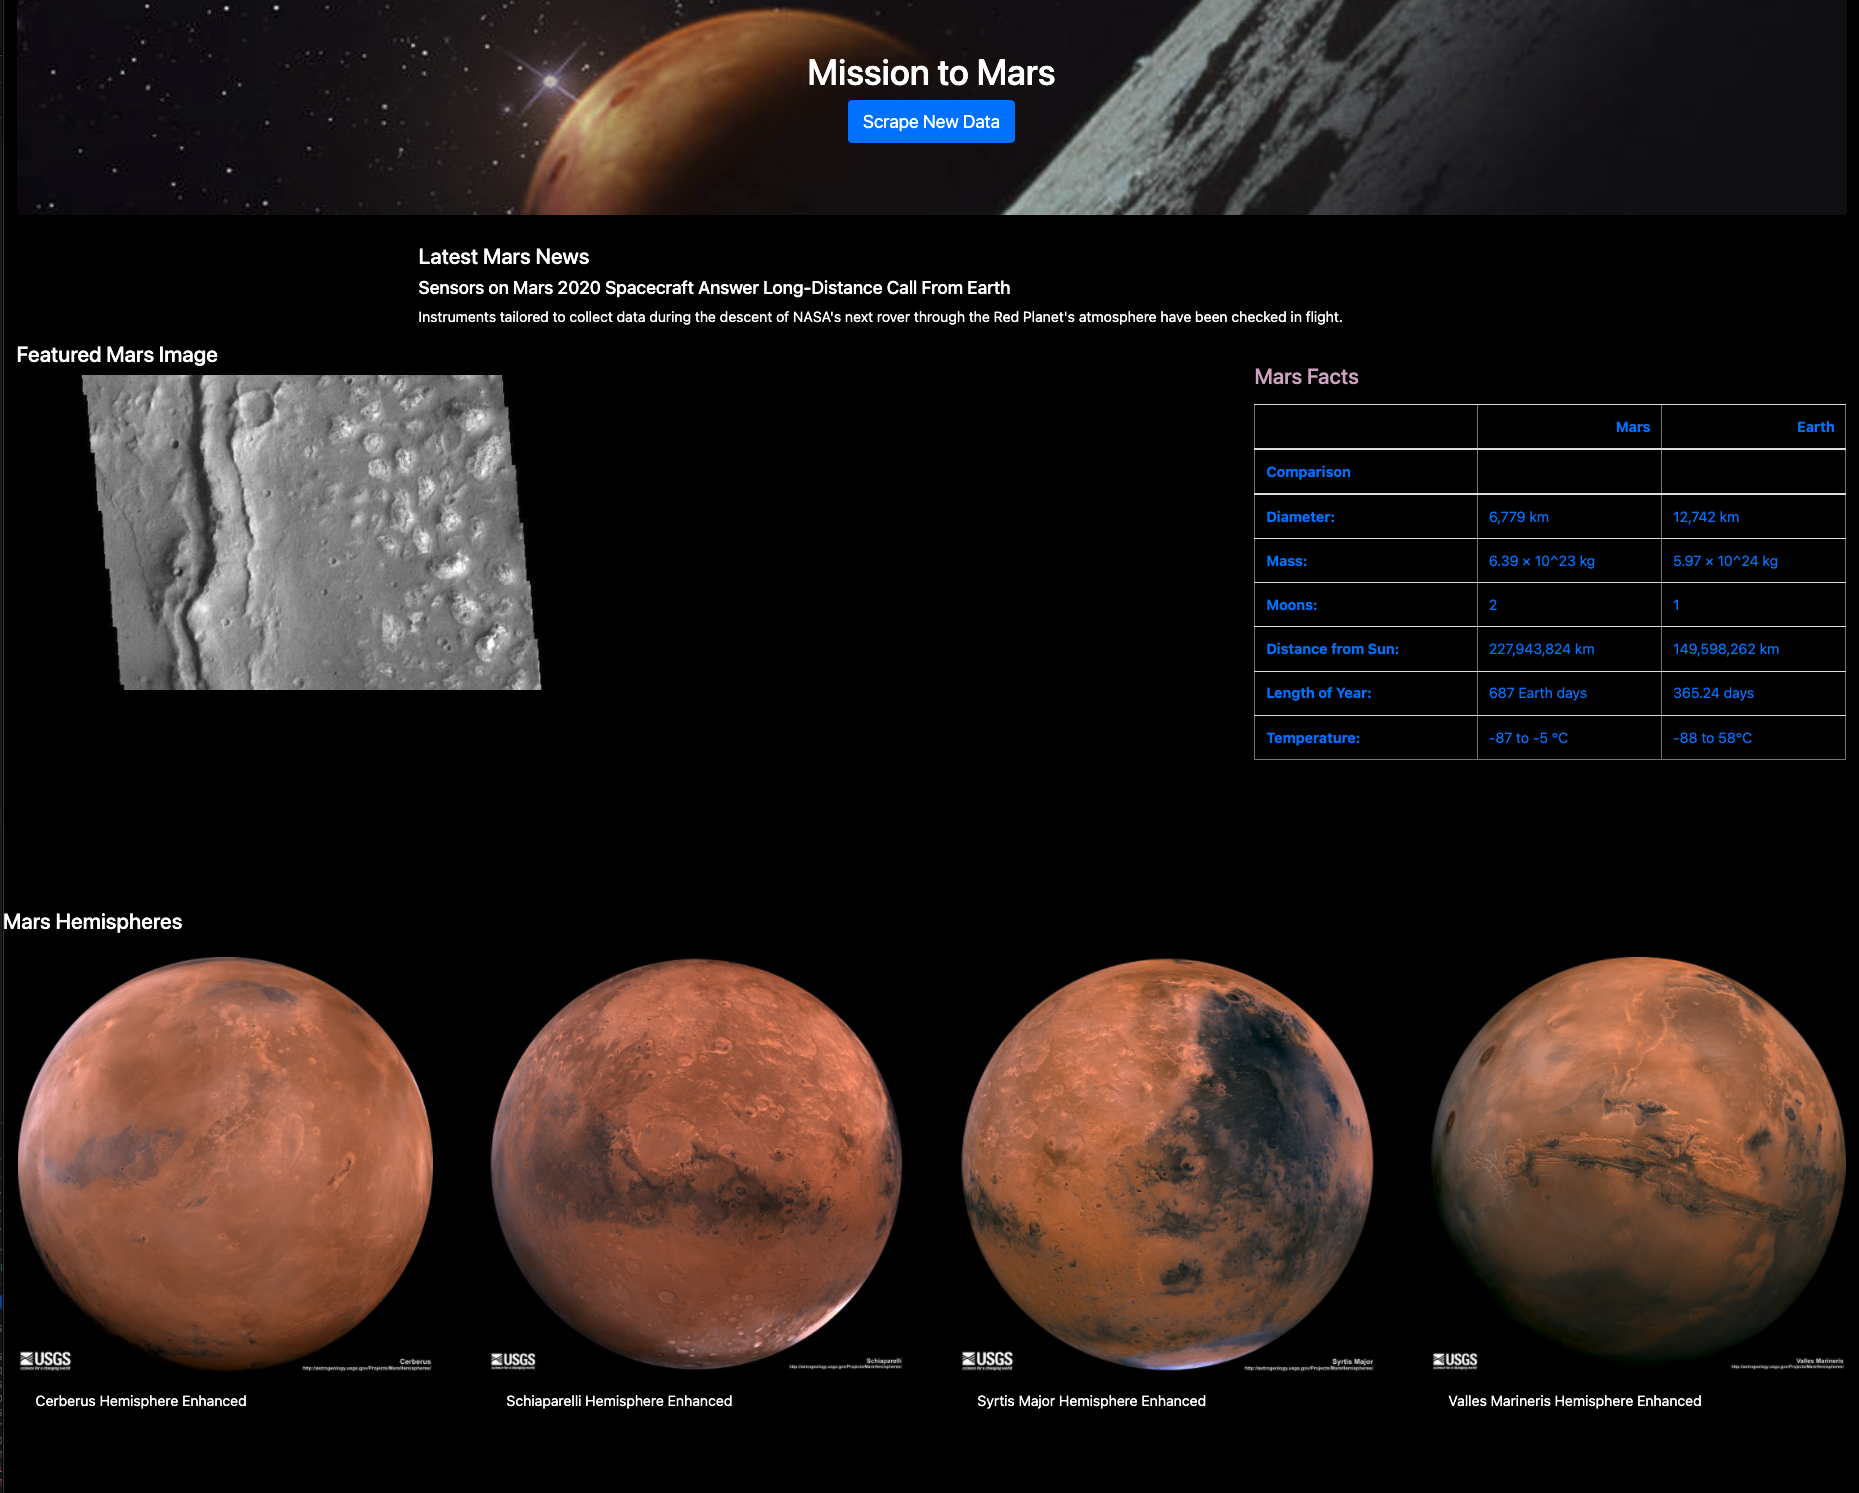 Mission to Mars
Scrape New Data
Latest Mars News
Sensors on Mars 2020 Spacecraft Answer Long-Distance Call From Earth
Instruments tailored to collect data during the descent of NASA's next rover through the Red Planet's atmosphere have been checked in flight.
Featured Mars Image
Mars Facts
Mars Earth
Comparison
Diameter: 6,779 km 12,742 km
Mass: 6.39 × 10^23 kg 5.97 × 10^24 kg
Moons: 2 1
Distance from Sun: 227,943,824 km 149,598,262 km
Length of Year: 687 Earth days 365.24 days
Temperature: -87 to -5 °C -88 to 58°C
Mars Hemispheres
USGS Cerberus
USGS Schiaparelli
USGS Syrtis Major
USGS Valles Marineris
Cerberus Hemisphere Enhanced
Schiaparelli Hemisphere Enhanced
Syrtis Major Hemisphere Enhanced
Valles Marineris Hemisphere Enhanced